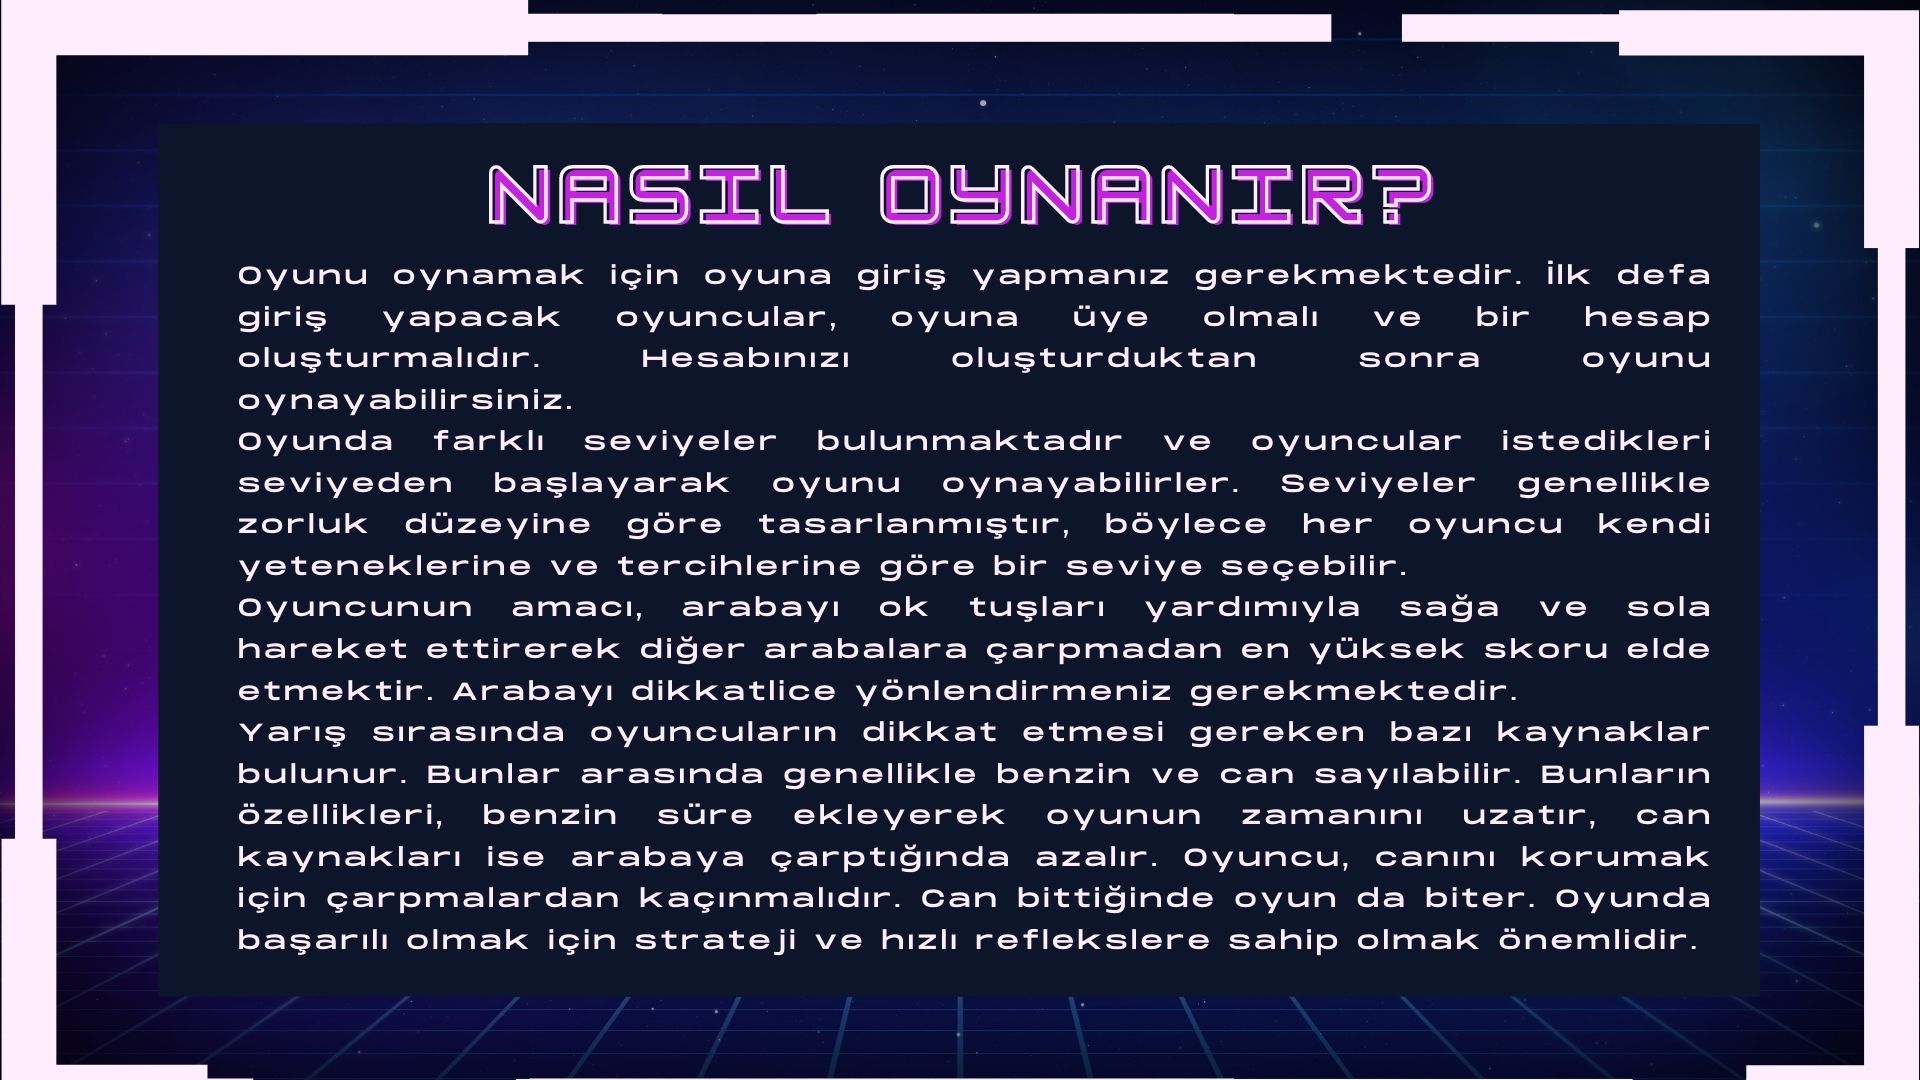 NASIL OYNANIR?
Oyunu oynamak için oyuna giriş yapmanız gerekmektedir. İlk defa
giriş yapacak oyuncular, oyuna üye olmalı ve bir hesap
oluşturmalıdır. Hesabınızı oluşturduktan sonra oyunu
oynayabilirsiniz.
Oyunda farklı seviyeler bulunmaktadır ve oyuncular istedikleri
seviyeden başlayarak oyunu oynayabilirler. Seviyeler genellikle
zorluk düzeyine göre tasarlanmıştır, böylece her oyuncu kendi
yeteneklerine ve tercihlerine göre bir seviye seçebilir.
Oyuncunun amacı, arabayı ok tuşları yardımıyla sağa ve sola
hareket ettirerek diğer arabalara çarpmadan en yüksek skoru elde
etmektir. Arabayı dikkatlice yönlendirmeniz gerekmektedir.
Yarış sırasında oyuncuların dikkat etmesi gereken bazı kaynaklar
bulunur. Bunlar arasında genellikle benzin ve can sayılabilir. Bunların
özellikleri, benzin süre ekleyerek oyunun zamanını uzatır, can
kaynakları ise arabaya çarptığında azalır. Oyuncu, canını korumak
için çarpmalardan kaçınmalıdır. Can bittiğinde oyun da biter. Oyunda
başarılı olmak için strateji ve hızlı reflekslere sahip olmak önemlidir.